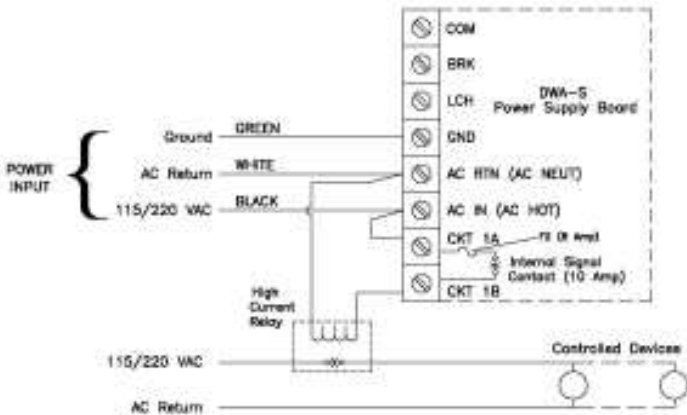 COM
BRK
LCH
DWA-S
Power Supply Board
Ground
GREEN
GND
POWER
INPUT
AC Return
WHITE
AC RTN (AC NEUT)
115/220 VAC
BLACK
AC IN (AC HOT)
CKT 1A
Internal Signal
Contact (10 Amp)
CKT 1B
High
Current
Relay
115/220 VAC
Controlled Devices
AC Return